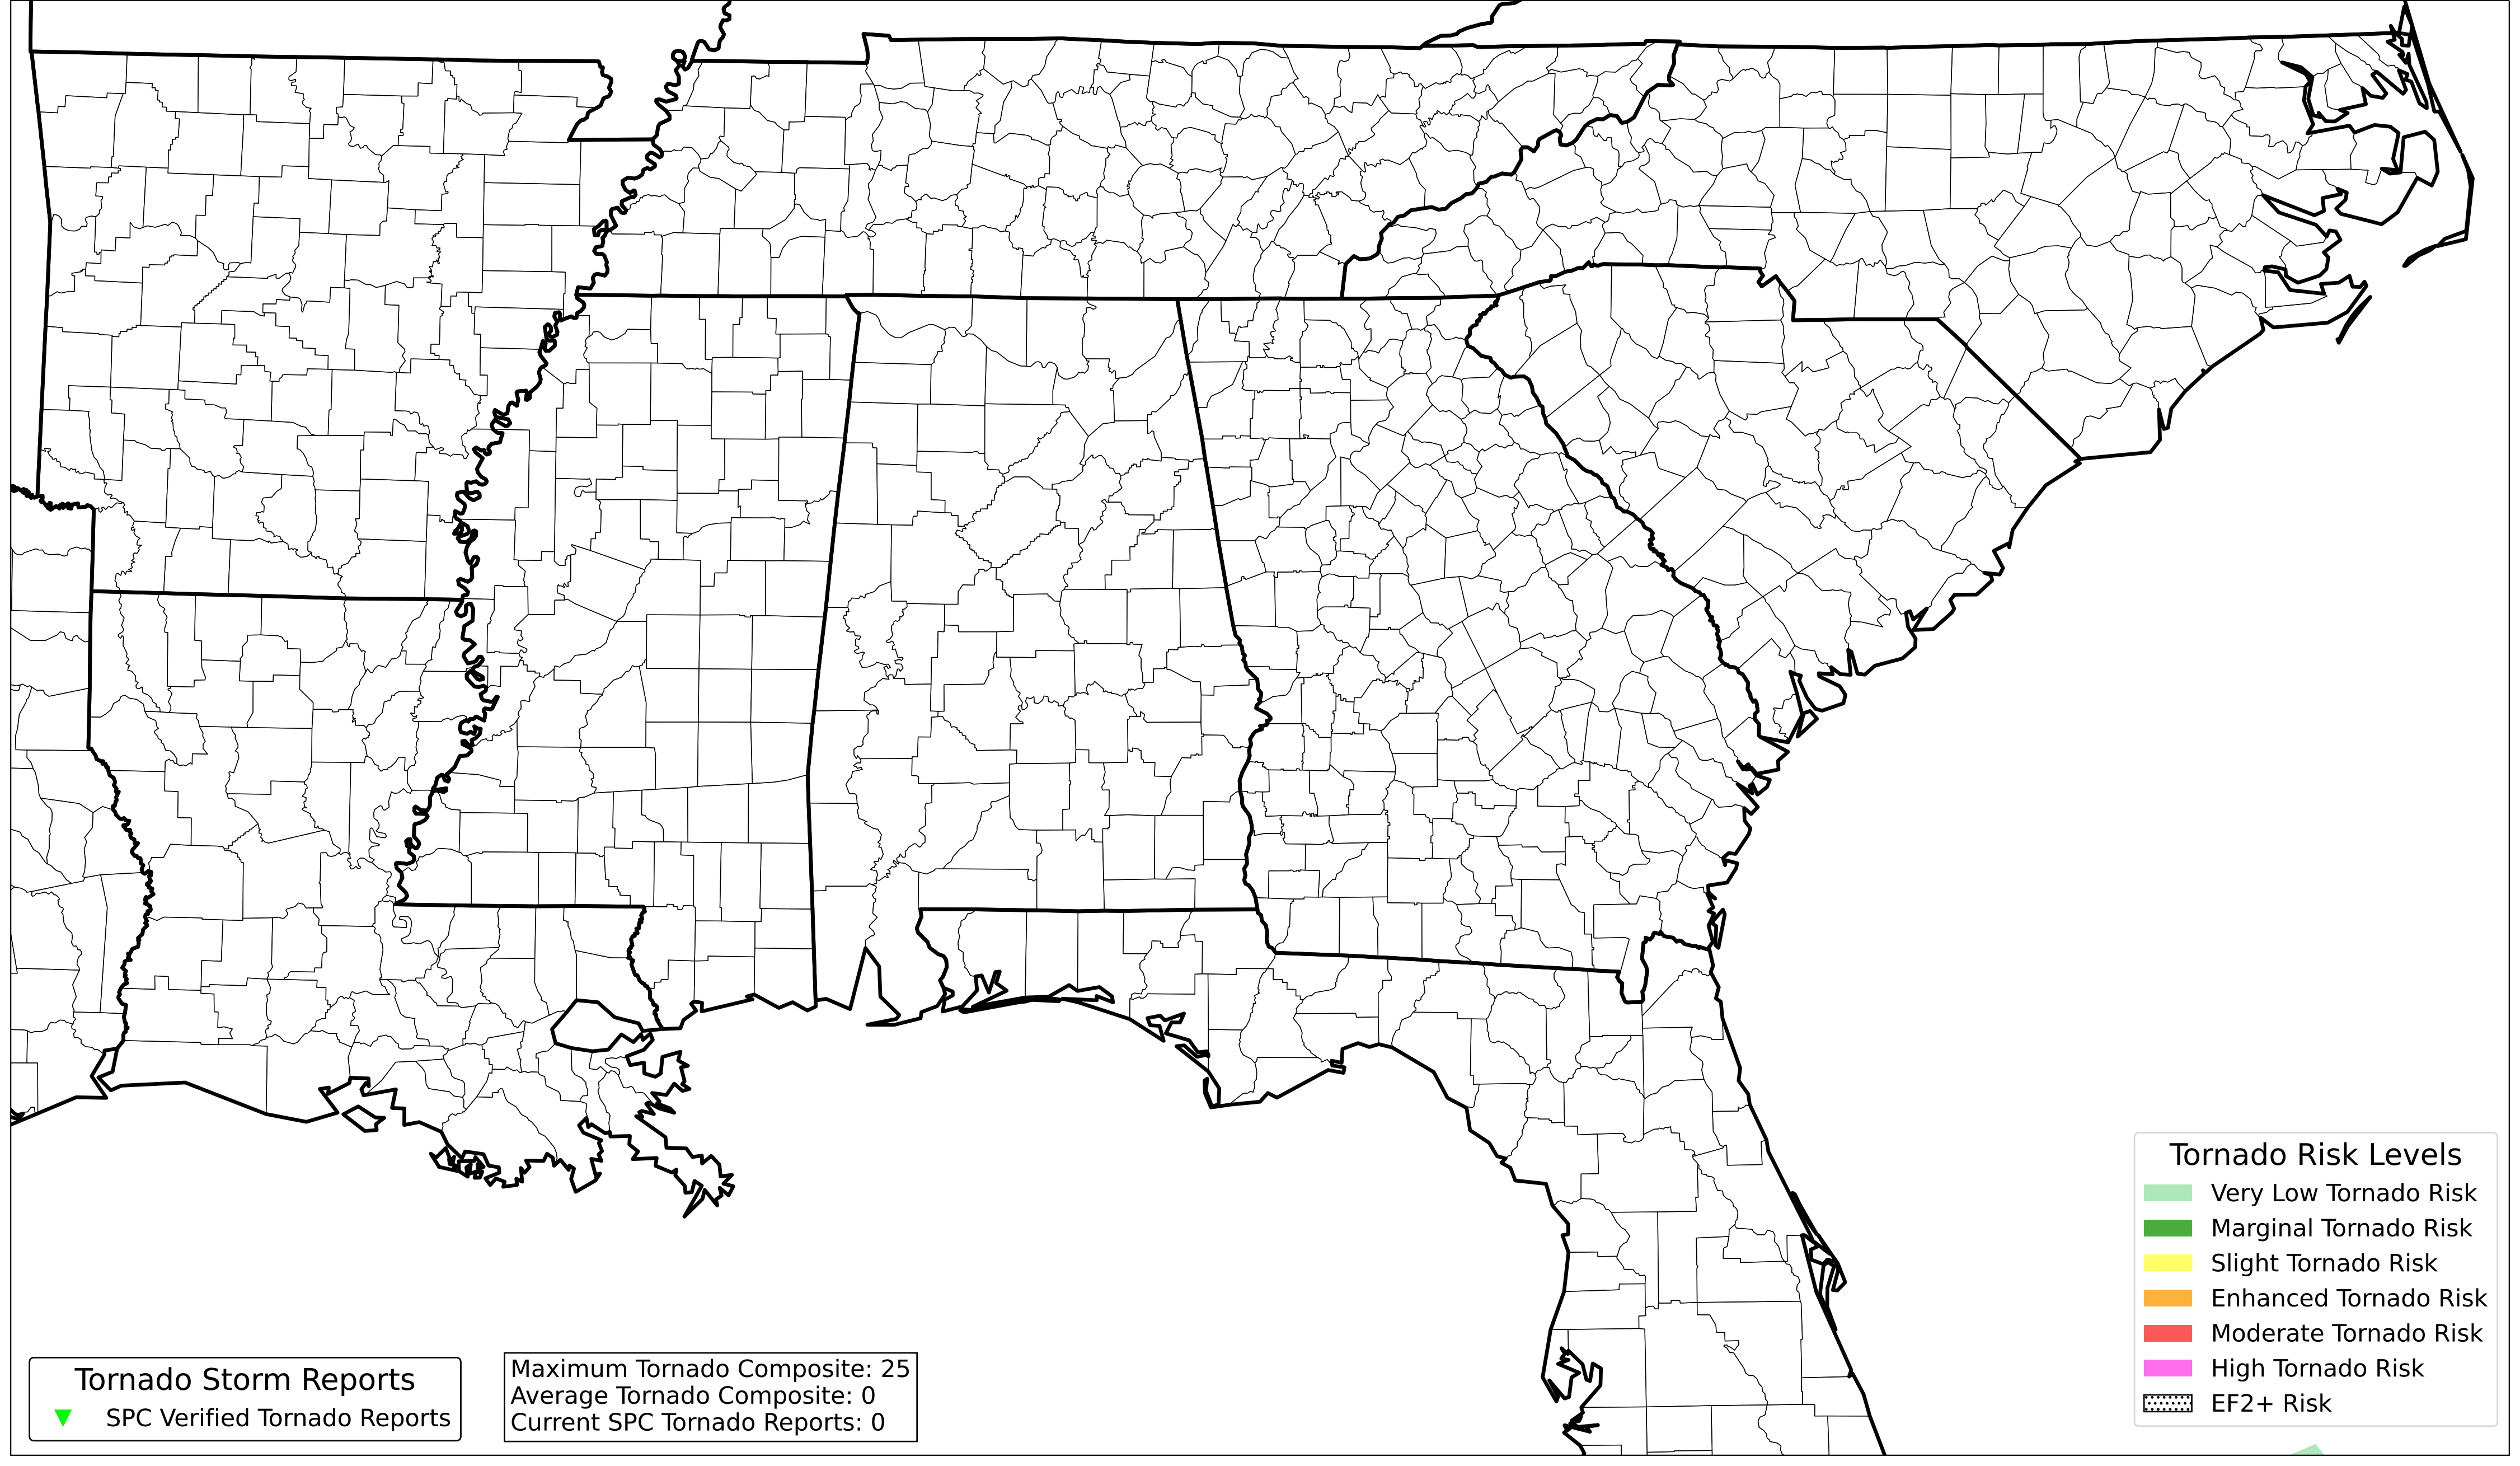 Tornado Risk Levels
Very Low Tornado Risk
Marginal Tornado Risk
Slight Tornado Risk
Enhanced Tornado Risk
Moderate Tornado Risk
High Tornado Risk
EF2+ Risk
Tornado Storm Reports
SPC Verified Tornado Reports
Maximum Tornado Composite: 25
Average Tornado Composite: 0
Current SPC Tornado Reports: 0